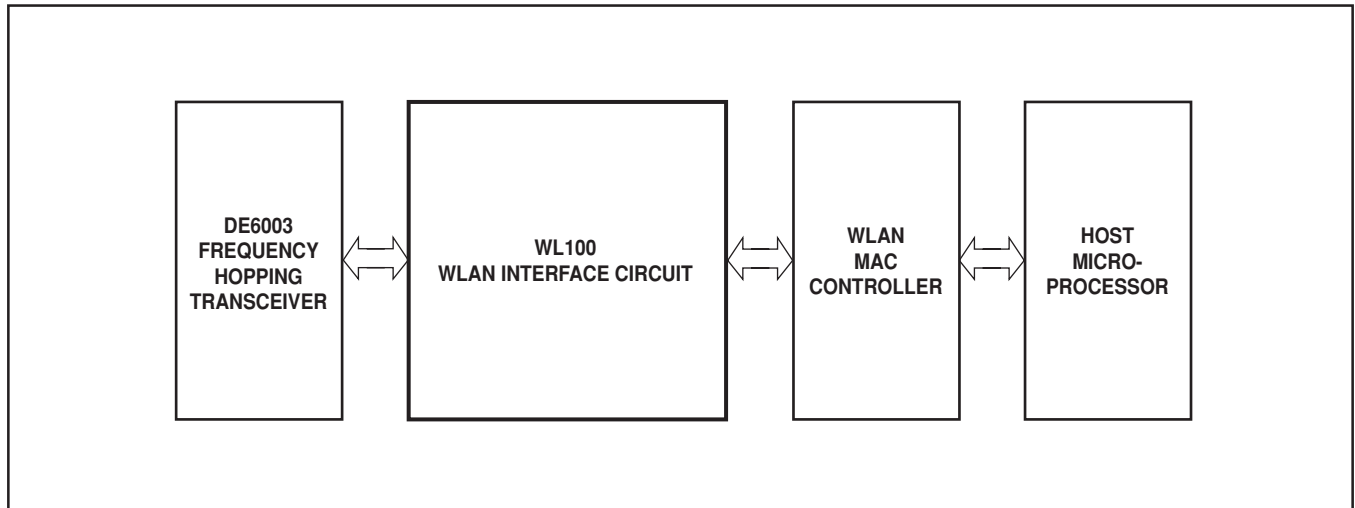 DE6003
FREQUENCY
HOPPING
TRANSCEIVER
WL100
WLAN INTERFACE CIRCUIT
WLAN
MAC
CONTROLLER
HOST
MICRO-
PROCESSOR